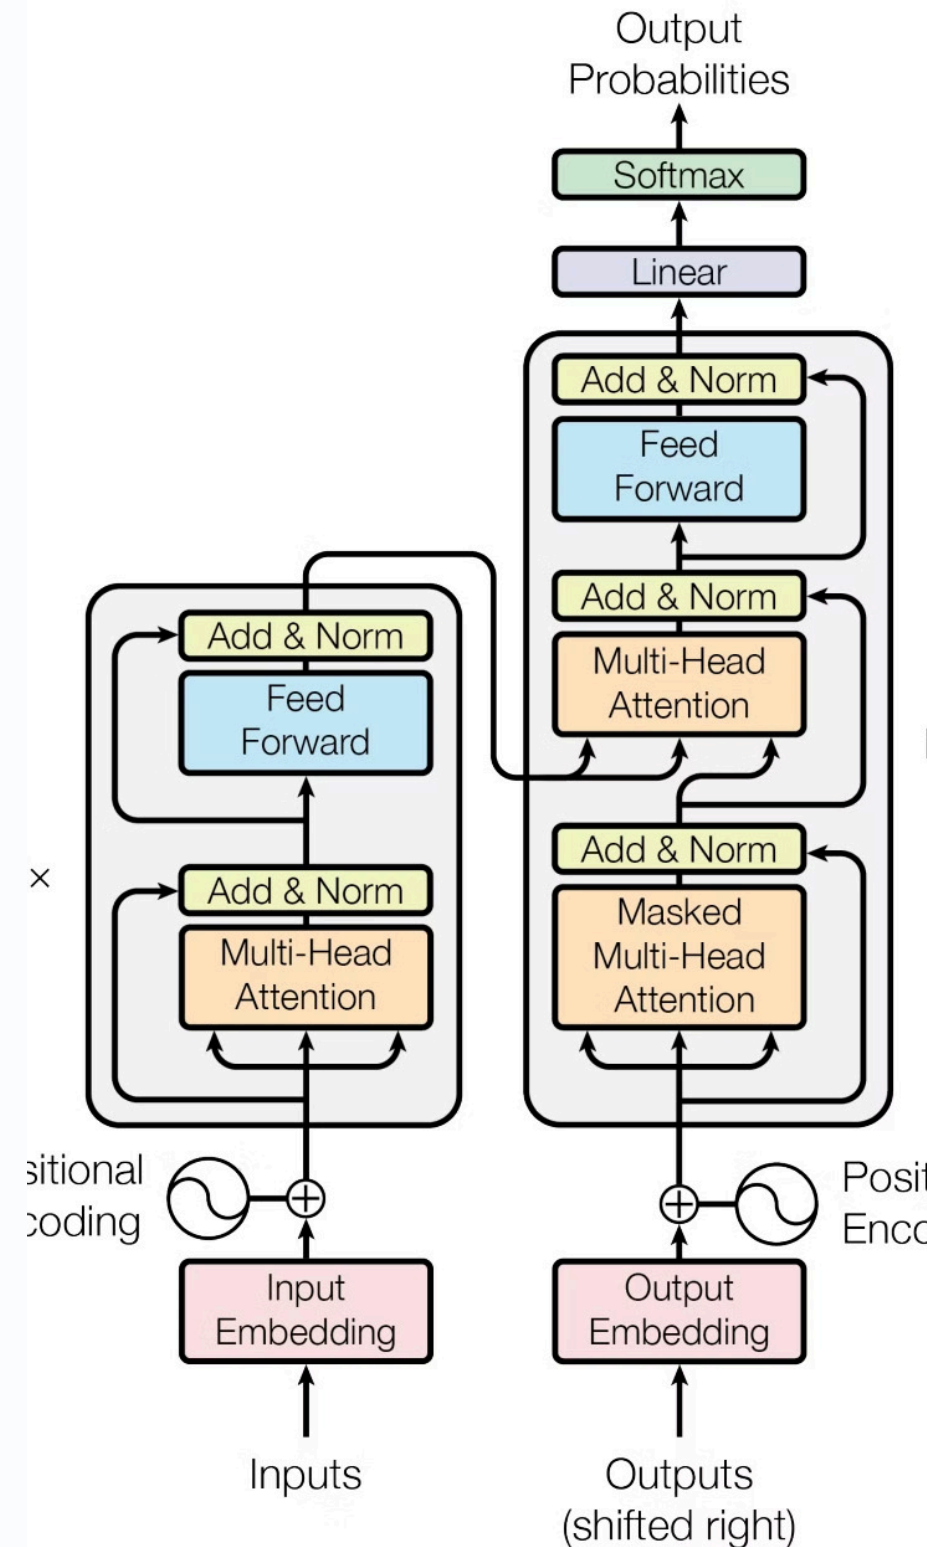 Output
Probabilities
Softmax
Linear
Add & Norm
Feed
Forward
Add & Norm
Multi-Head
Attention
Add & Norm
Masked
Multi-Head
Attention
Add & Norm
Feed
Forward
Add & Norm
Multi-Head
Attention
×
sitional
coding
Posit
Enco
Input
Embedding
Output
Embedding
Inputs
Outputs
(shifted right)